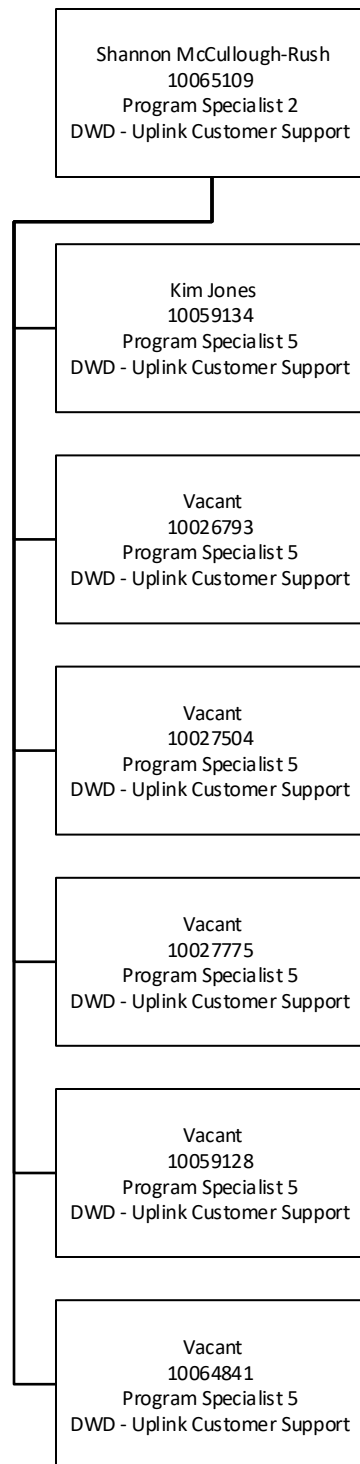 Shannon McCullough-Rush
10065109
Program Specialist 2
DWD - Uplink Customer Support
Kim Jones
10059134
Program Specialist 5
DWD - Uplink Customer Support
Vacant
10026793
Program Specialist 5
DWD - Uplink Customer Support
Vacant
10027504
Program Specialist 5
DWD - Uplink Customer Support
Vacant
10027775
Program Specialist 5
DWD - Uplink Customer Support
Vacant
10059128
Program Specialist 5
DWD - Uplink Customer Support
Vacant
10064841
Program Specialist 5
DWD - Uplink Customer Support